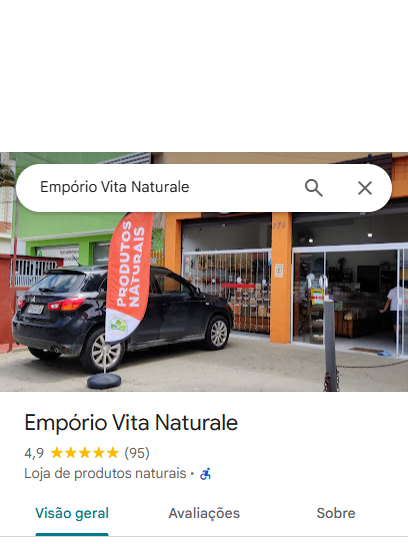 Empório Vita Naturale
PRODUTOS
NATURAIS
Empório Vita Naturale
4,9 (95)
Loja de produtos naturais ·
Visão geral Avaliações Sobre